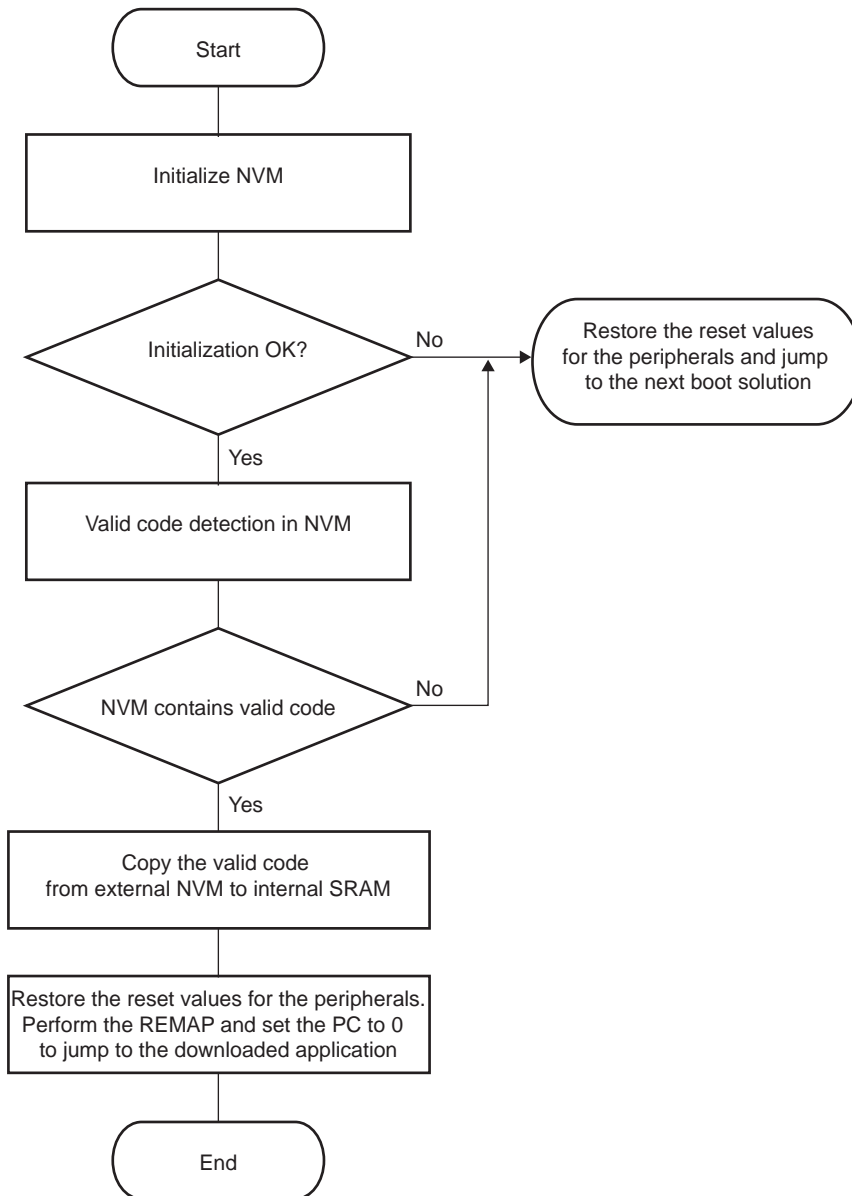 Start
Initialize NVM
Initialization OK?
No
Restore the reset values
for the peripherals and jump
to the next boot solution
Yes
Valid code detection in NVM
NVM contains valid code
No
Yes
Copy the valid code
from external NVM to internal SRAM
Restore the reset values for the peripherals.
Perform the REMAP and set the PC to 0
to jump to the downloaded application
End